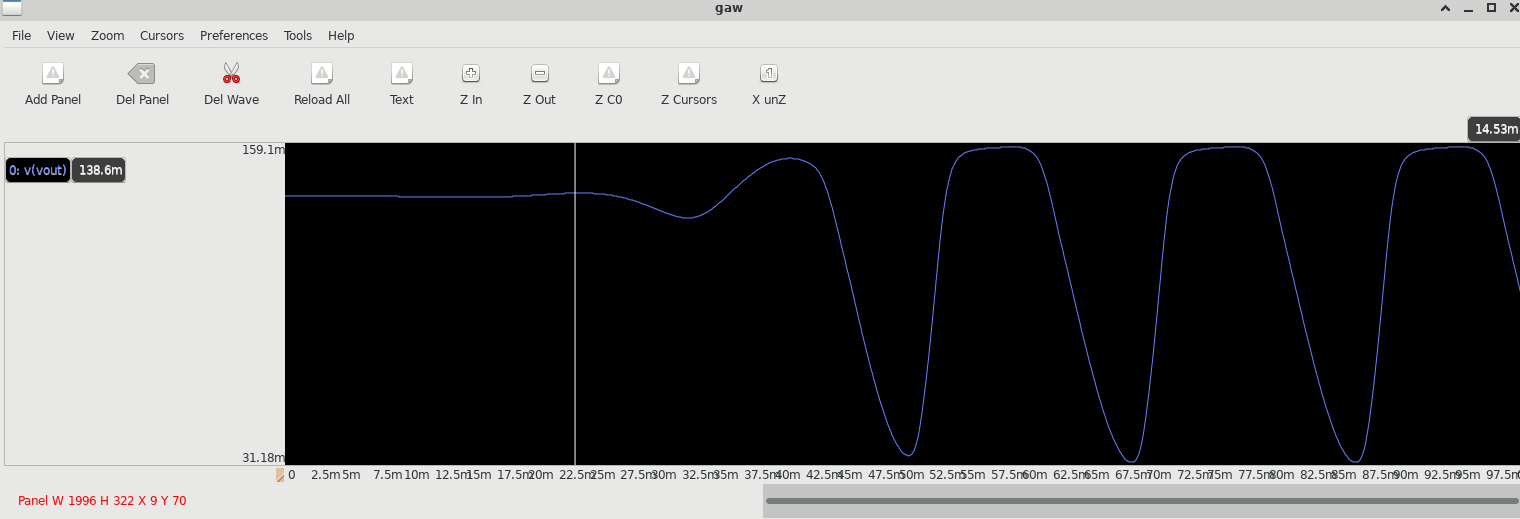 gaw
File View Zoom Cursors Preferences Tools Help
Add Panel Del Panel Del Wave Reload All Text Z In Z Out Z C0 Z Cursors X unZ
14.53m
159.1m
0: v(vout) 138.6m
31.18m
0 2.5m 5m 7.5m 10m 12.5m 15m 17.5m 20m 22.5m 25m 27.5m 30m 32.5m 35m 37.5m 40m 42.5m 45m 47.5m 50m 52.5m 55m 57.5m 60m 62.5m 65m 67.5m 70m 72.5m 75m 77.5m 80m 82.5m 85m 87.5m 90m 92.5m 95m 97.5m
Panel W 1996 H 322 X 9 Y 70